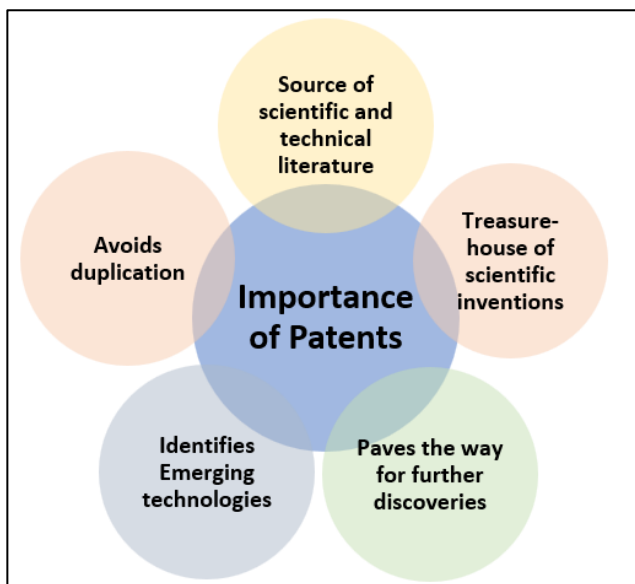 Source of
scientific and
technical
literature
Treasure-
house of
scientific
inventions
Avoids
duplication
Importance
of Patents
Identifies
Emerging
technologies
Paves the way
for further
discoveries